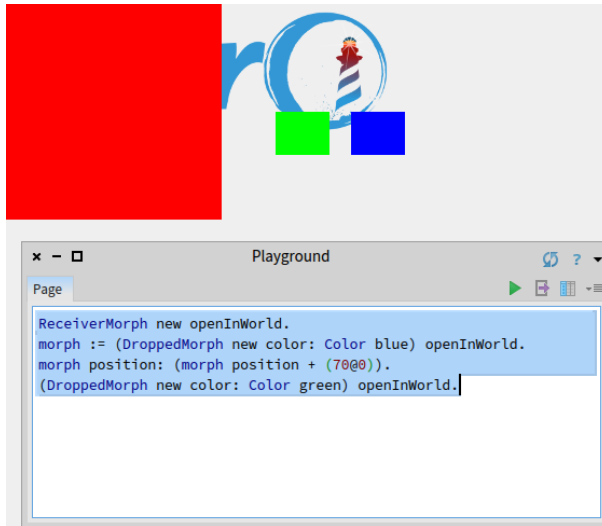 r
Playground
?
Page
ReceiverMorph new openInWorld.
morph := (DroppedMorph new color: Color blue) openInWorld.
morph position: (morph position + (70@0)).
(DroppedMorph new color: Color green) openInWorld.